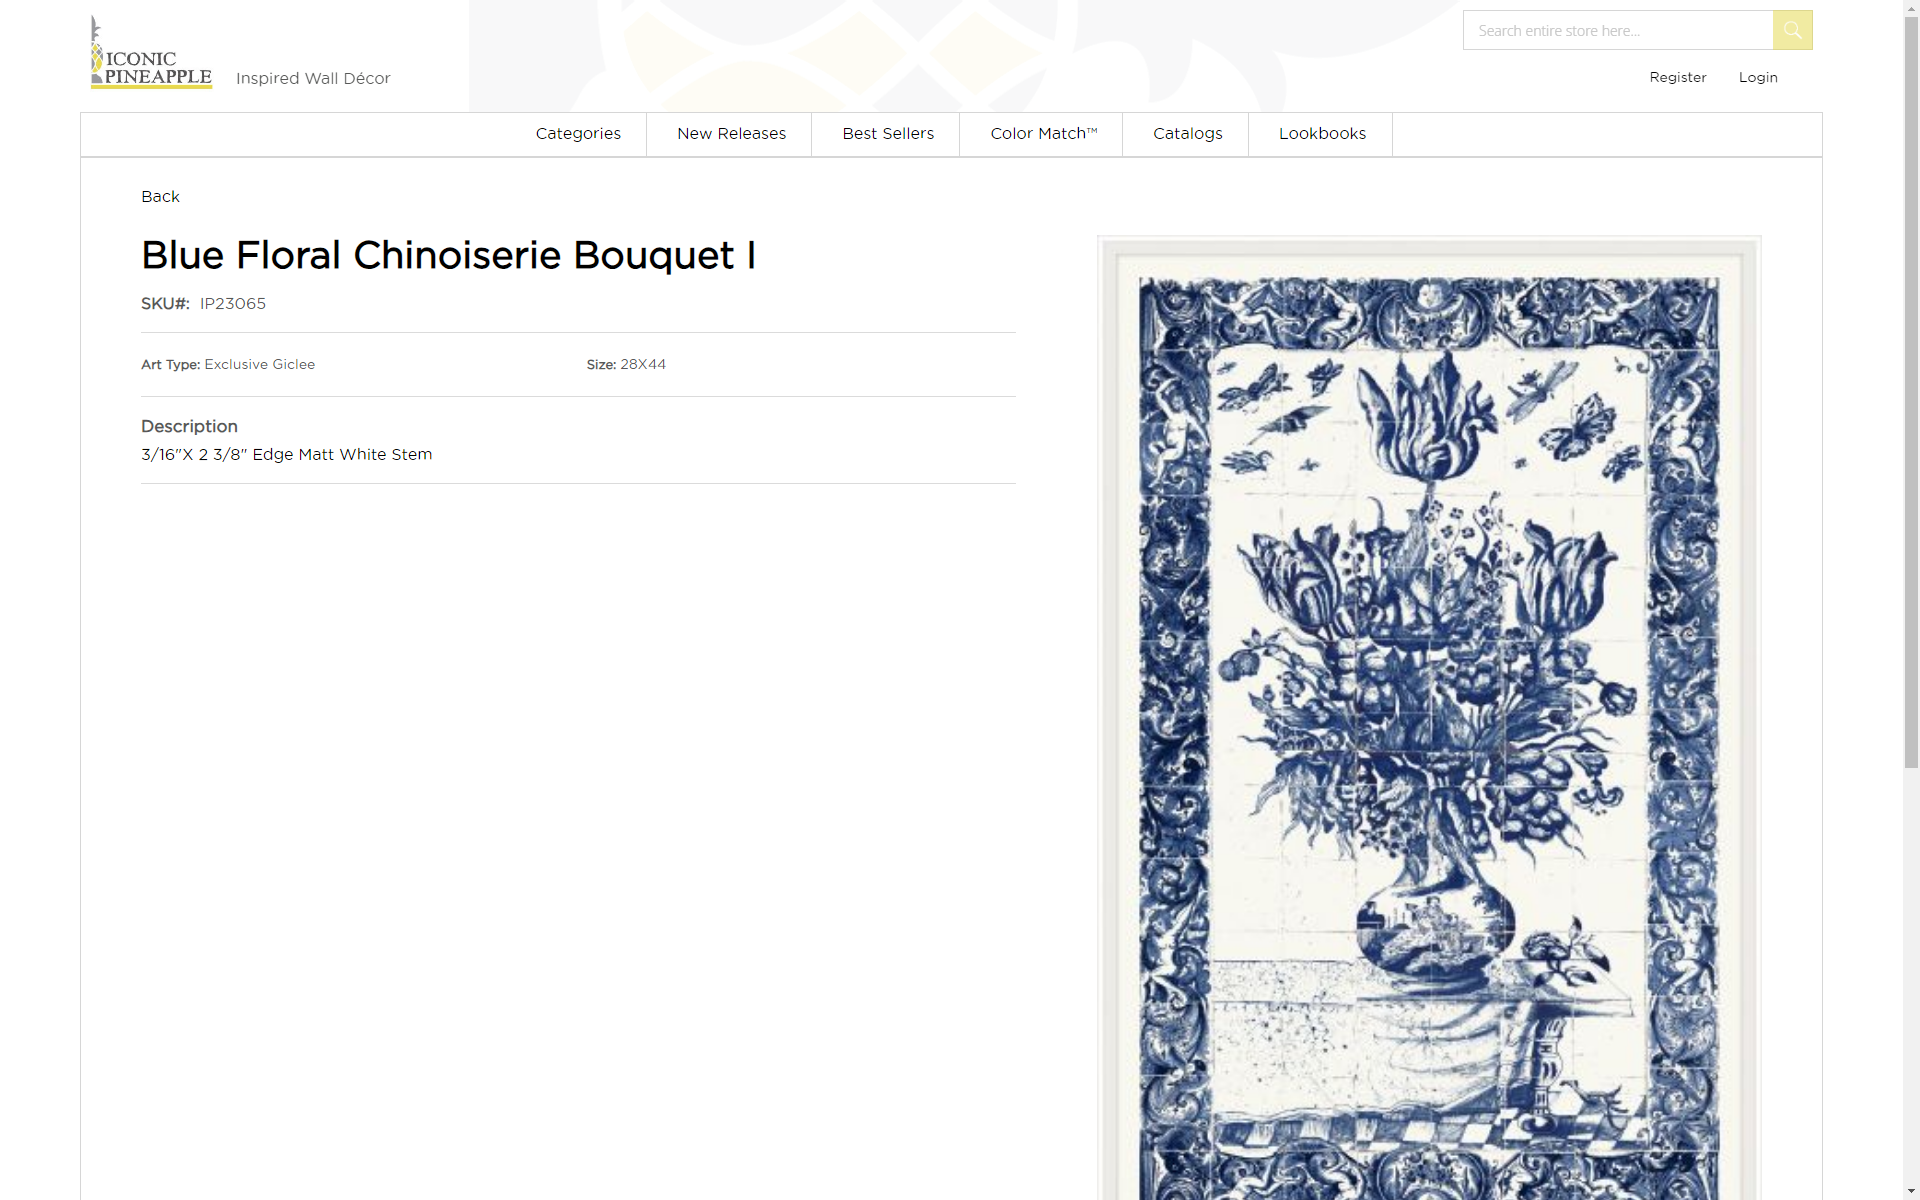 ICONIC
PINEAPPLE
Inspired Wall Décor
Search entire store here...
Register
Login
Categories
New Releases
Best Sellers
Color Match™
Catalogs
Lookbooks
Back
Blue Floral Chinoiserie Bouquet I
SKU#: IP23065
Art Type: Exclusive Giclee
Size: 28X44
Description
3/16"X 2 3/8" Edge Matt White Stem